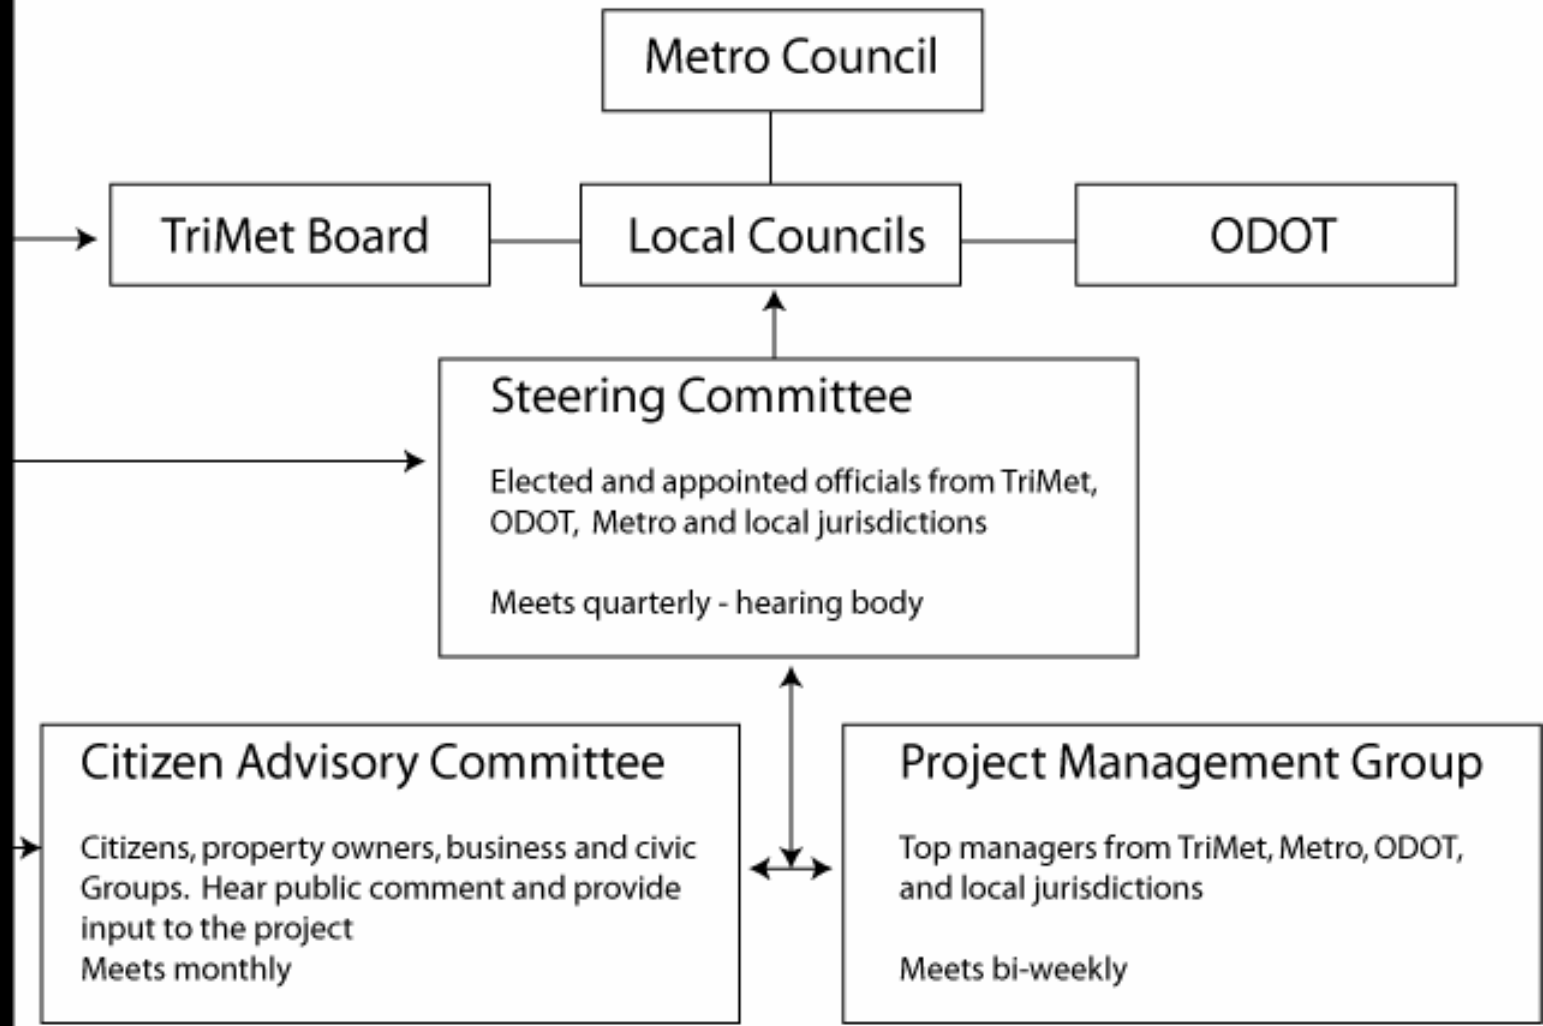 Metro Council
TriMet Board
Local Councils
ODOT
Steering Committee
Elected and appointed officials from TriMet,
ODOT, Metro and local jurisdictions
Meets quarterly - hearing body
Citizen Advisory Committee
Citizens, property owners, business and civic
Groups. Hear public comment and provide
input to the project
Meets monthly
Project Management Group
Top managers from TriMet, Metro, ODOT,
and local jurisdictions
Meets bi-weekly